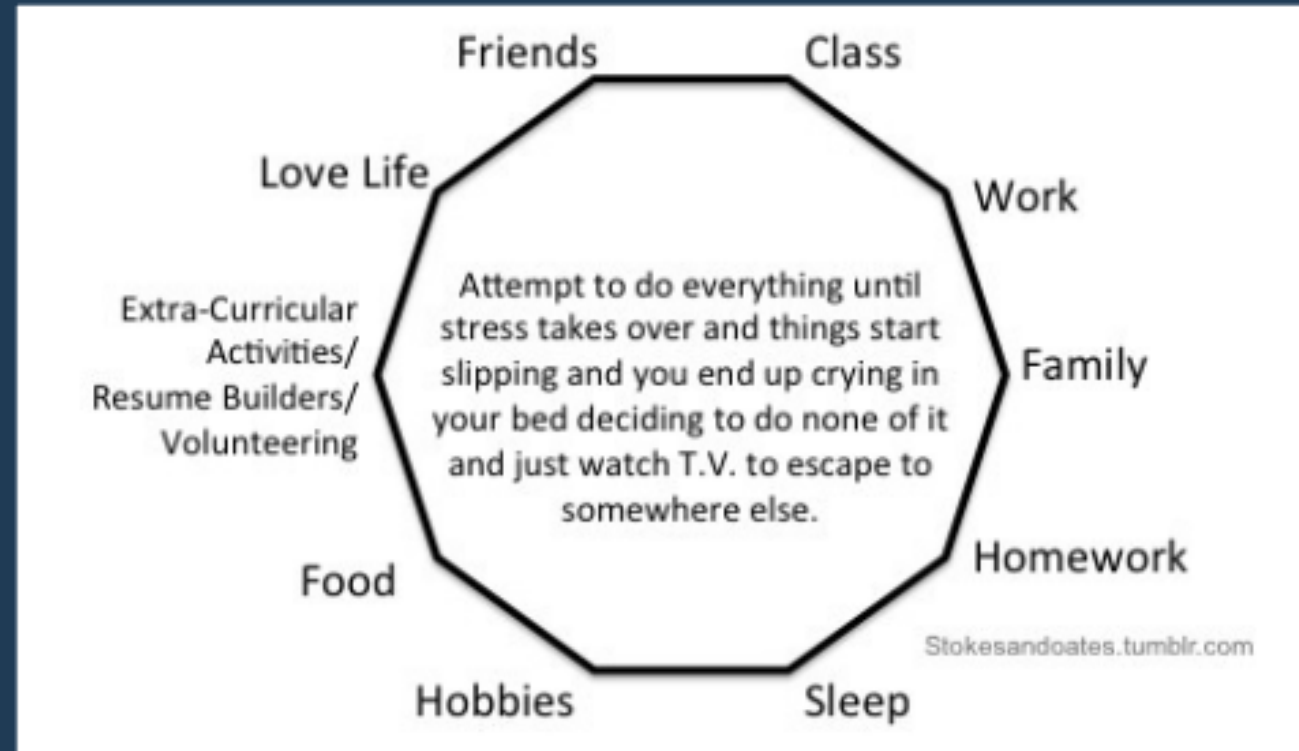 Friends
Class
Love Life
Work
Extra-Curricular
Activities/
Resume Builders/
Volunteering
Attempt to do everything until
stress takes over and things start
slipping and you end up crying in
your bed deciding to do none of it
and just watch T.V. to escape to
somewhere else.
Family
Food
Homework
Stokesandoates.tumblr.com
Hobbies
Sleep